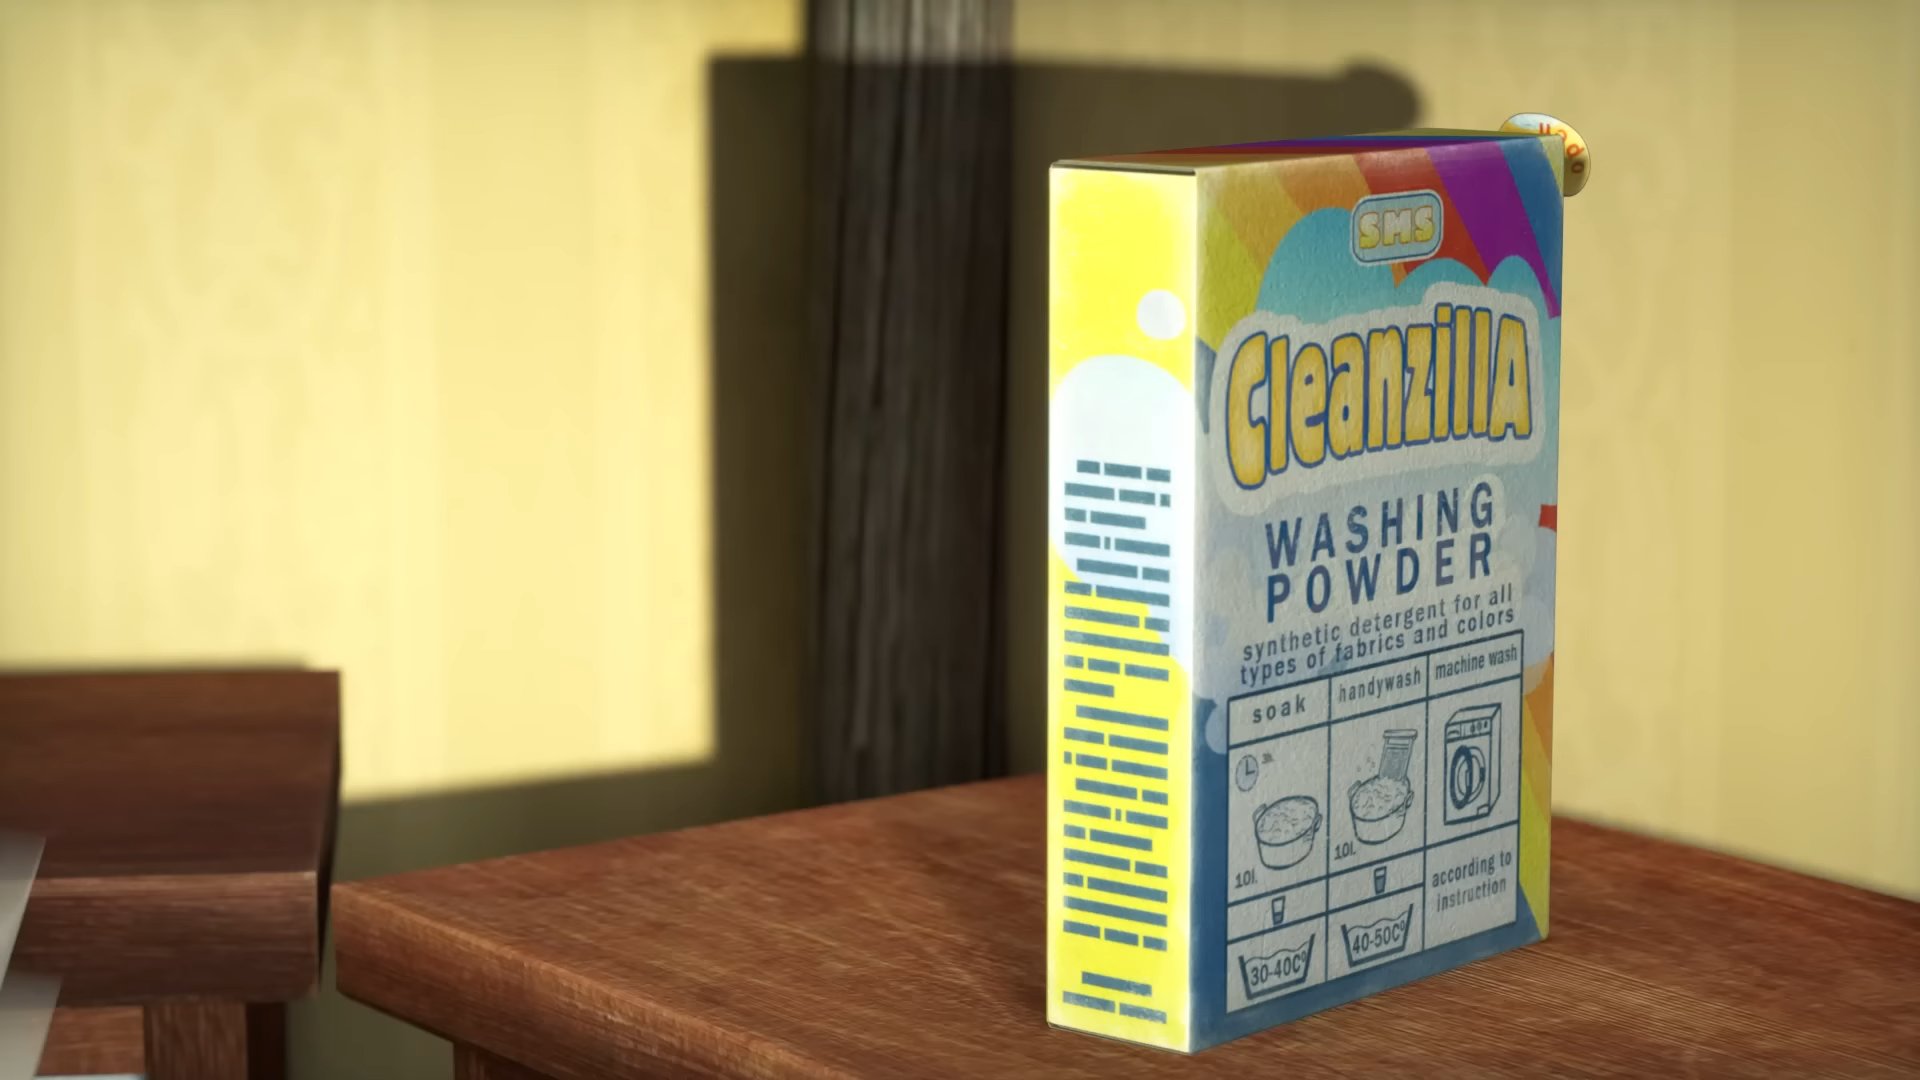 SMS
CleanzillA
WASHING
POWDER
synthetic detergent for all
types of fabrics and colors
soak
handywash
machine wash
10l.
10l.
according to
instruction
30-40C°
40-50C°